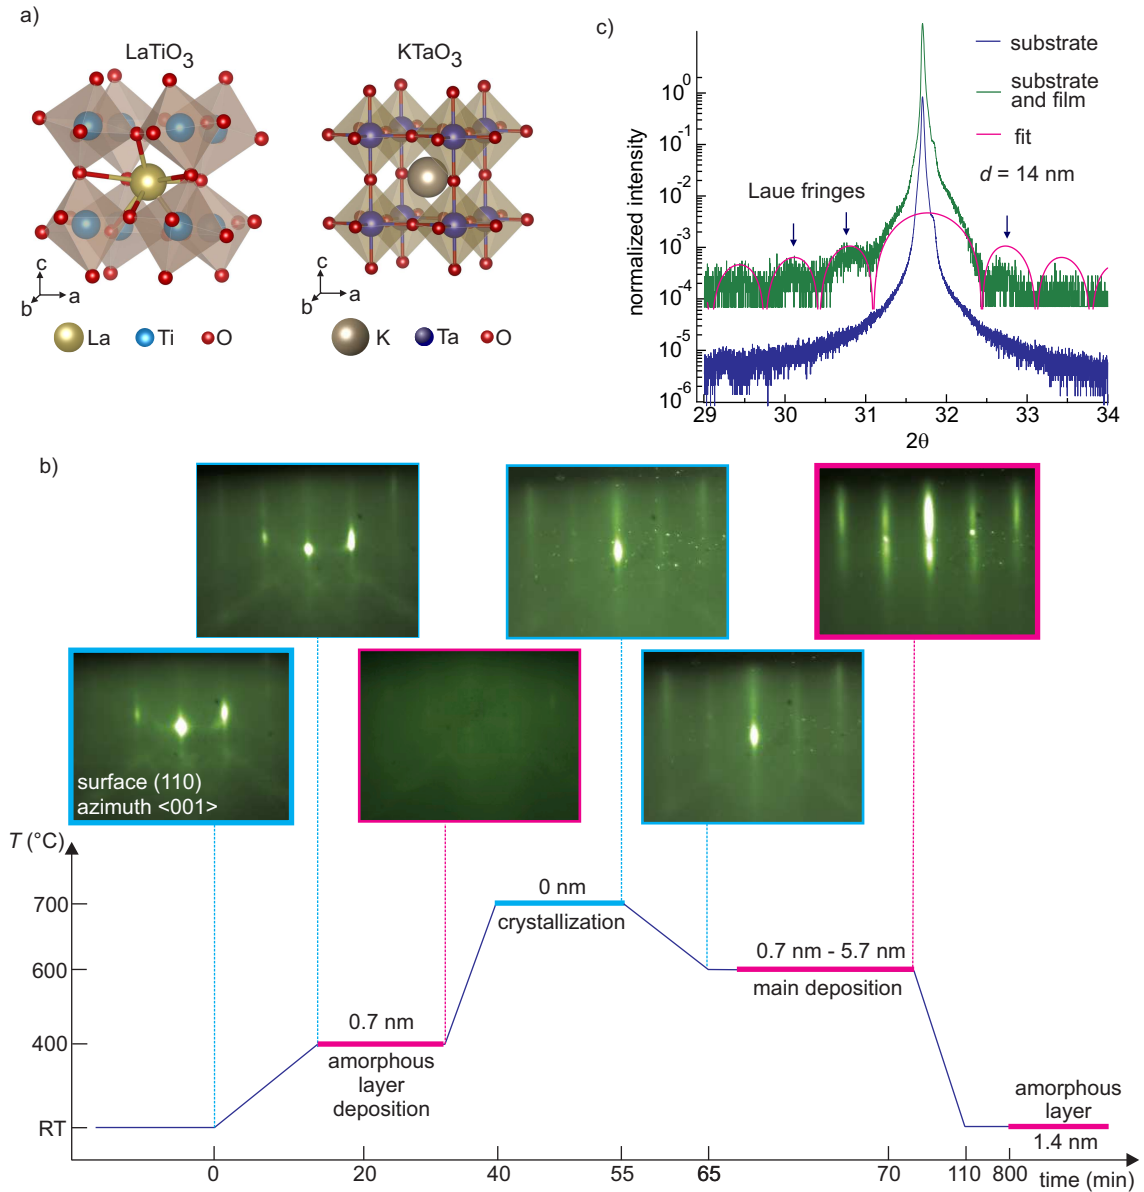 a)
LaTiO3
KTaO3
c
b
a
c
b
a
La
Ti
O
K
Ta
O
c)
substrate
substrate
and film
fit
d = 14 nm
Laue fringes
normalized intensity
10^0
10^-1
10^-2
10^-3
10^-4
10^-5
10^-6
29
30
31
32
33
34
2θ
b)
surface (110)
azimuth <001>
T (°C)
700
600
400
RT
0 nm
crystallization
0.7 nm - 5.7 nm
main deposition
0.7 nm
amorphous
layer
deposition
amorphous
layer
1.4 nm
0
20
40
55
65
70
110
800
time (min)